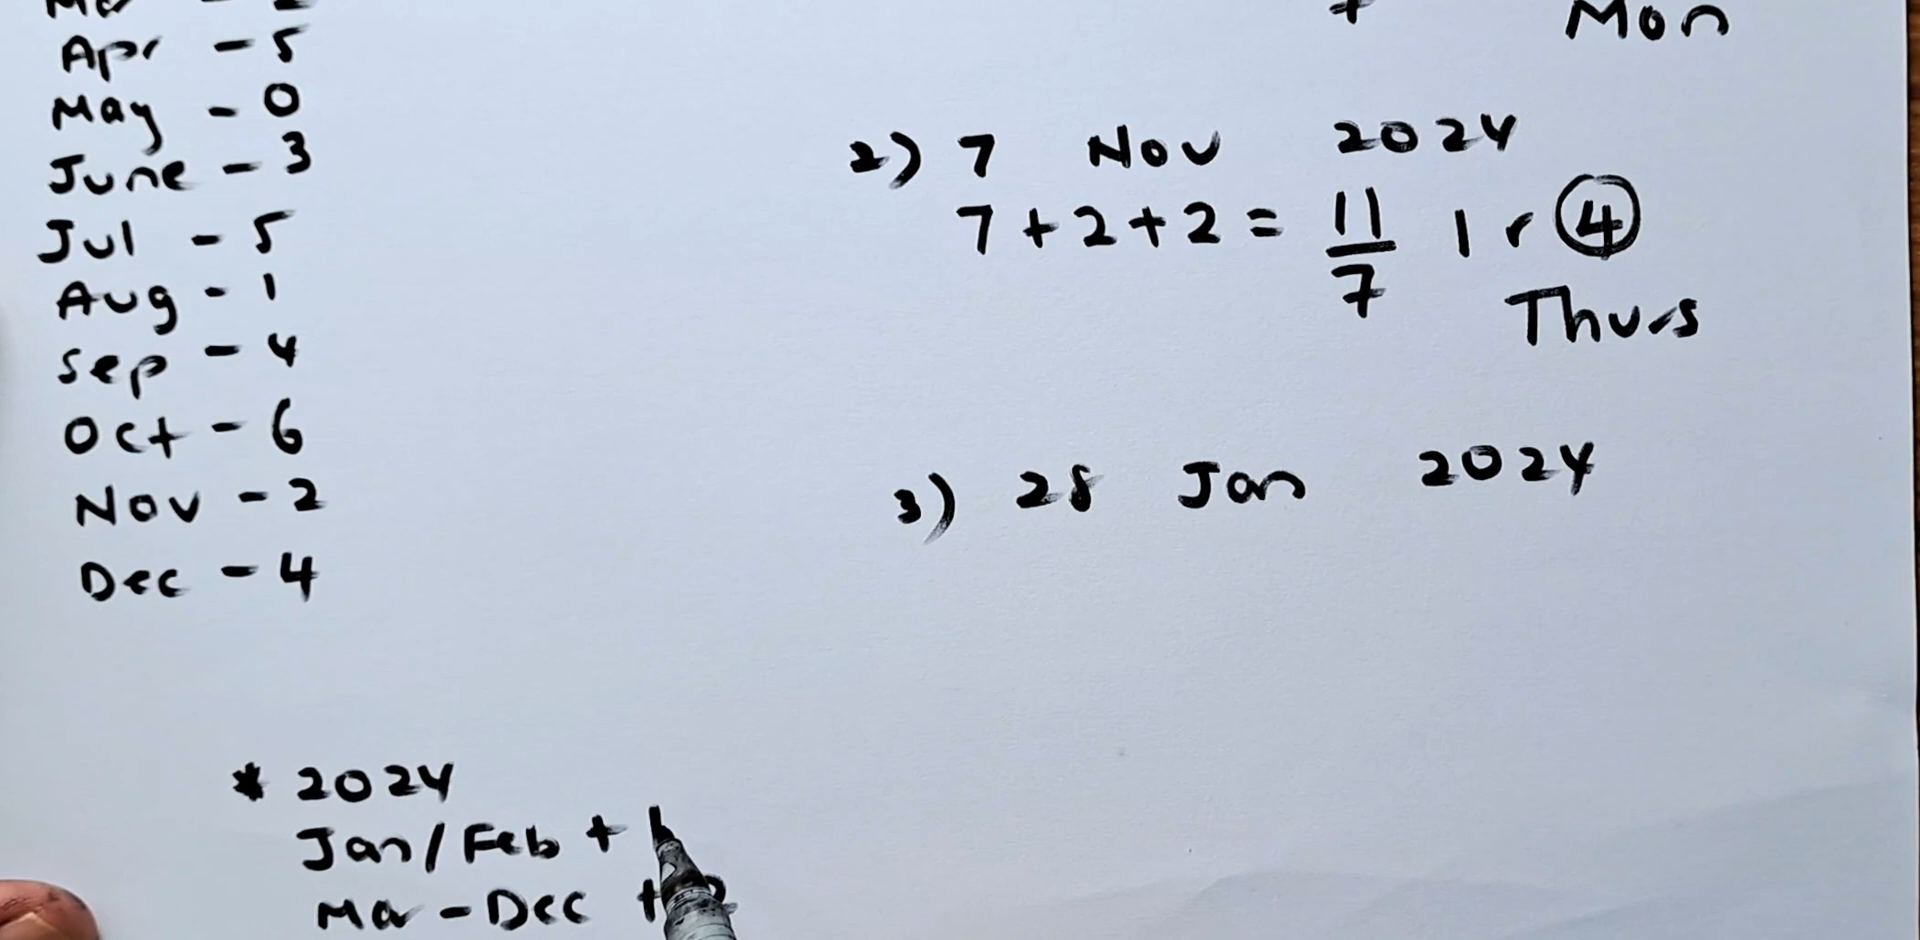 Apr - 5
May - 0
June - 3
Jul - 5
Aug - 1
Sep - 4
Oct - 6
Nov - 2
Dec - 4
* 2024
Jan/Feb +
Mar - Dec +
Mon
2) 7 Nov 2024
7 + 2 + 2 = 11/7 1 r 4
Thurs
3) 28 Jan 2024